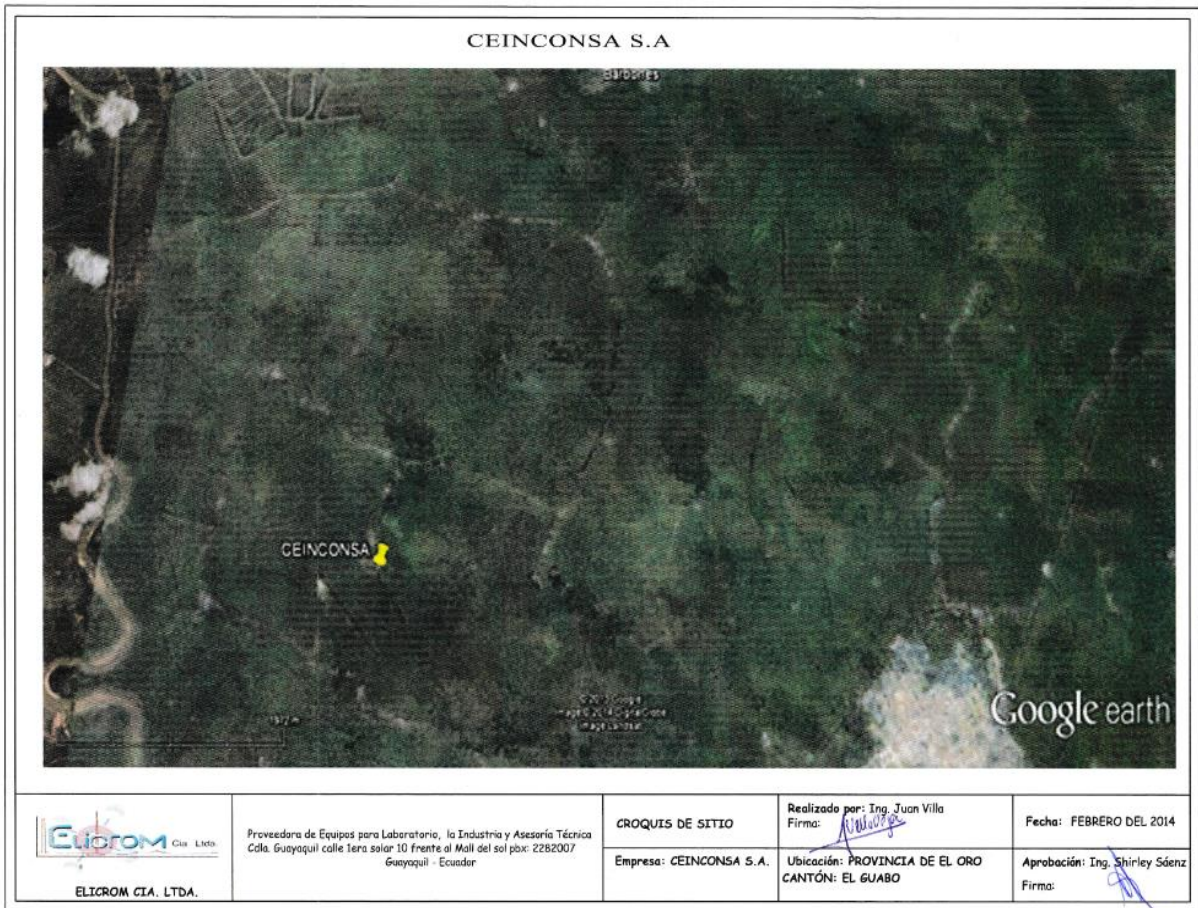 CEINCONSA S.A
Barbones
CEINCONSA
1972 m
Google earth
ELICROM Cia. Ltda.
ELICROM CIA. LTDA.
Proveedora de Equipos para Laboratorio, la Industria y Asesoría Técnica
Cdla. Guayaquil calle 1era solar 10 frente al Mall del sol pbx: 2282007
Guayaquil - Ecuador
CROQUIS DE SITIO
Empresa: CEINCONSA S.A.
Realizado por: Ing. Juan Villa
Firma:
Ubicación: PROVINCIA DE EL ORO
CANTÓN: EL GUABO
Fecha: FEBRERO DEL 2014
Aprobación: Ing. Shirley Sáenz
Firma: